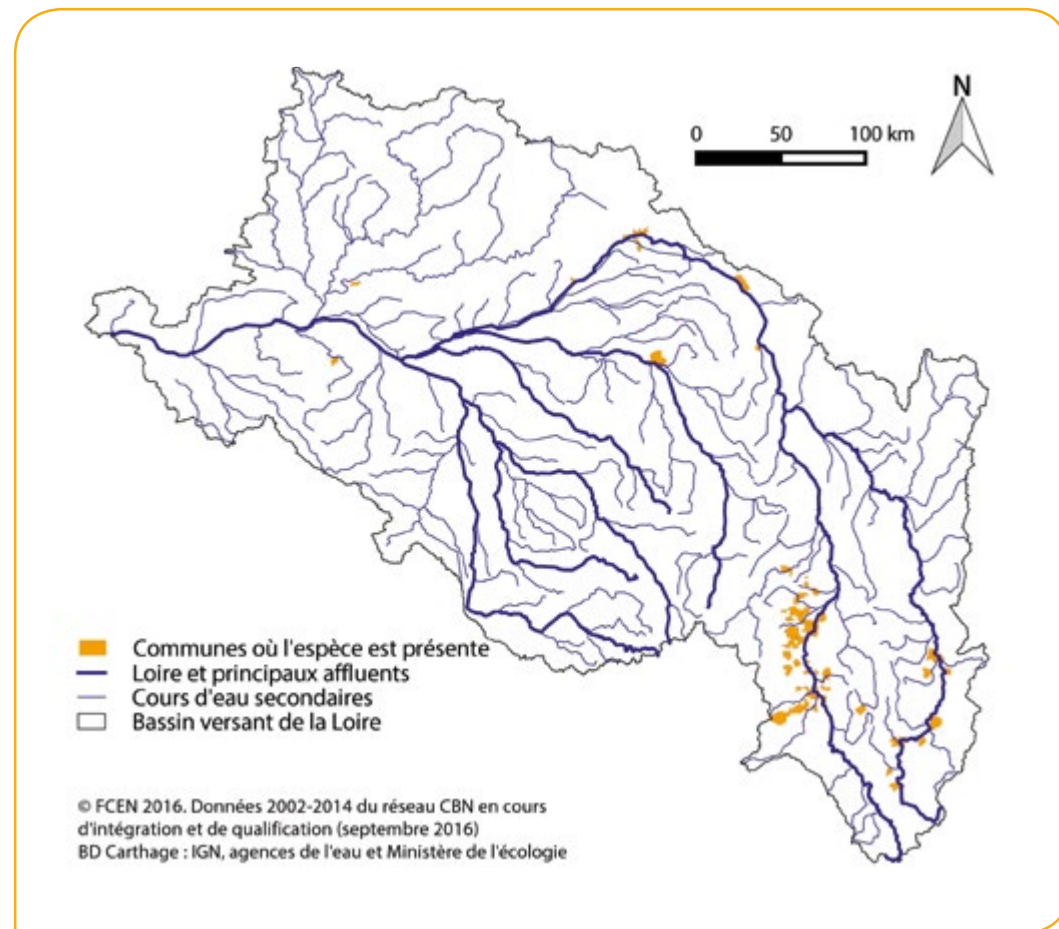 N
0 50 100 km
Communes où l'espèce est présente
Loire et principaux affluents
Cours d'eau secondaires
Bassin versant de la Loire
© FCEN 2016. Données 2002-2014 du réseau CBN en cours
d'intégration et de qualification (septembre 2016)
BD Carthage : IGN, agences de l'eau et Ministère de l'écologie